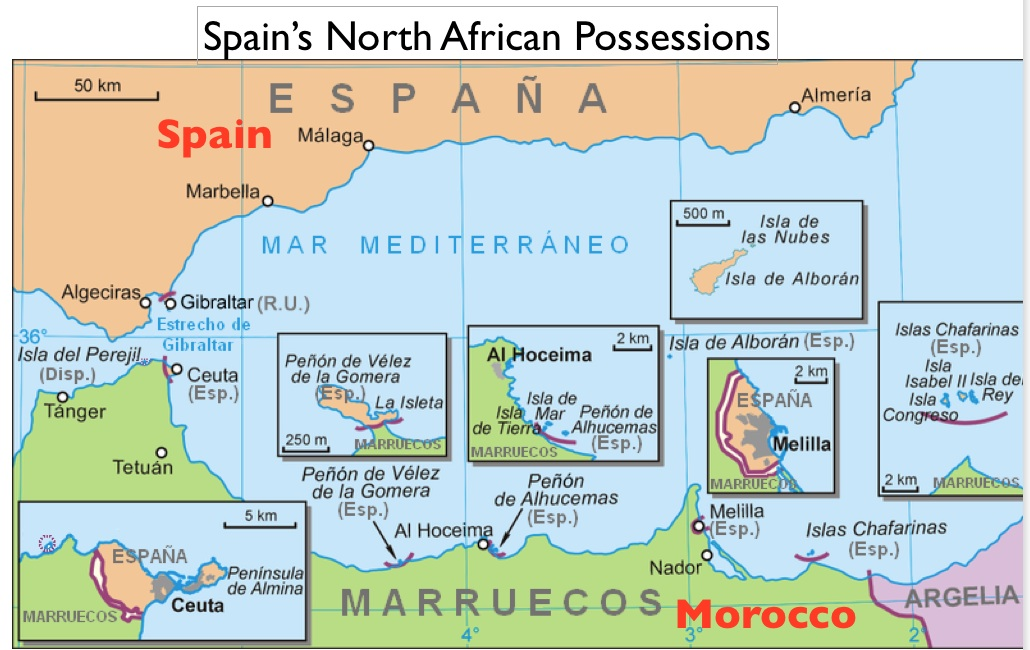 Spain's North African Possessions
50 km
E S P A Ñ A
Almería
Spain
Málaga
Marbella
500 m
Isla de
las Nubes
MAR MEDITERRÁNEO
Isla de Alborán
Algeciras
Gibraltar (R.U.)
Estrecho de
Gibraltar
36°
Isla de Alborán (Esp.)
Isla del Perejil
(Disp.)
Ceuta
(Esp.)
Tánger
Tetuán
Peñón de Vélez
de la Gomera
(Esp.)
La Isleta
250 m
MARRUECOS
2 km
Al Hoceima
Isla de
Mar
Isla
de Tierra
Peñón de
Alhucemas
(Esp.)
MARRUECOS
2 km
ESPAÑA
Melilla
MARRUECO
Islas Chafarinas
(Esp.)
Isla
Isabel II
Isla del
Rey
Isla
Congreso
2 km
MARRUECOS
Peñón de Vélez
de la Gomera
(Esp.)
Peñón
de Alhucemas
(Esp.)
Al Hoceima
Melilla
(Esp.)
Nador
Islas Chafarinas
(Esp.)
5 km
ESPAÑA
Península
de Almina
Ceuta
MARRUECOS
MARRUECOS
Morocco
ARGELIA
4°
3°
2°